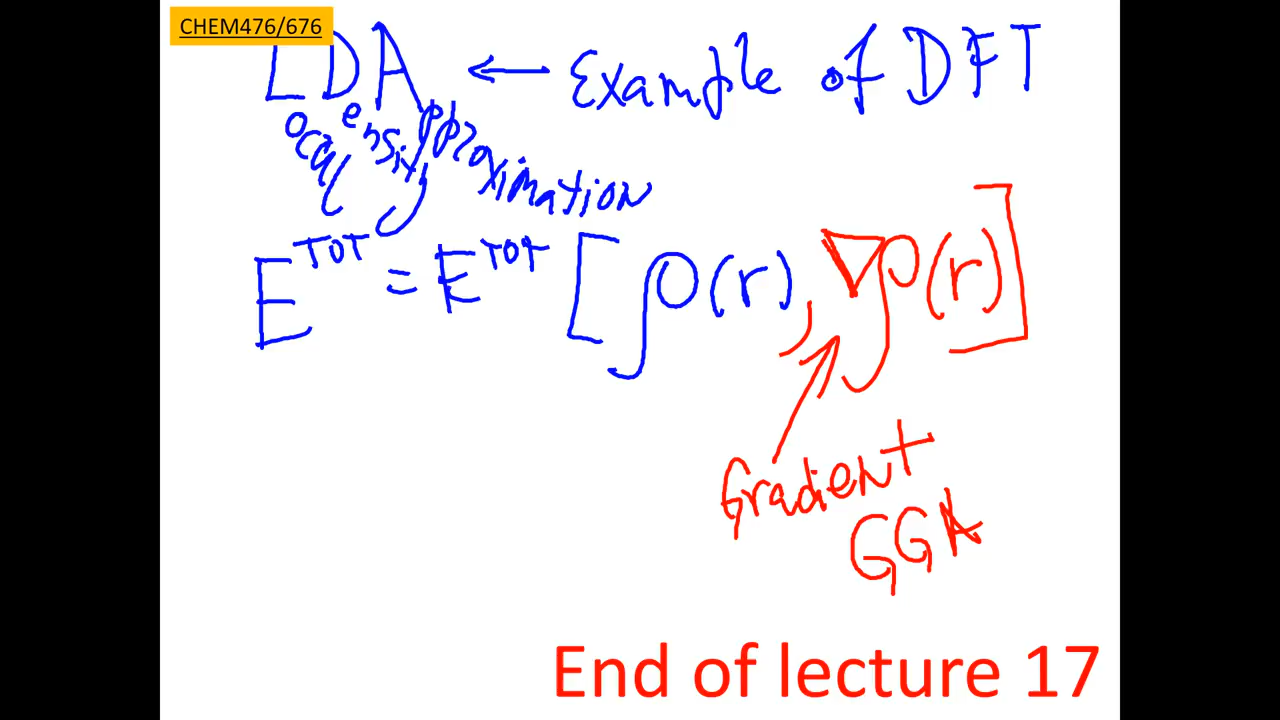 CHEM476/676
LDA ← Example of DFT
ocal ensity pproximation
E^TOT = E^TOT [ρ(r), ∇ρ(r)]
Gradient
GGA
End of lecture 17